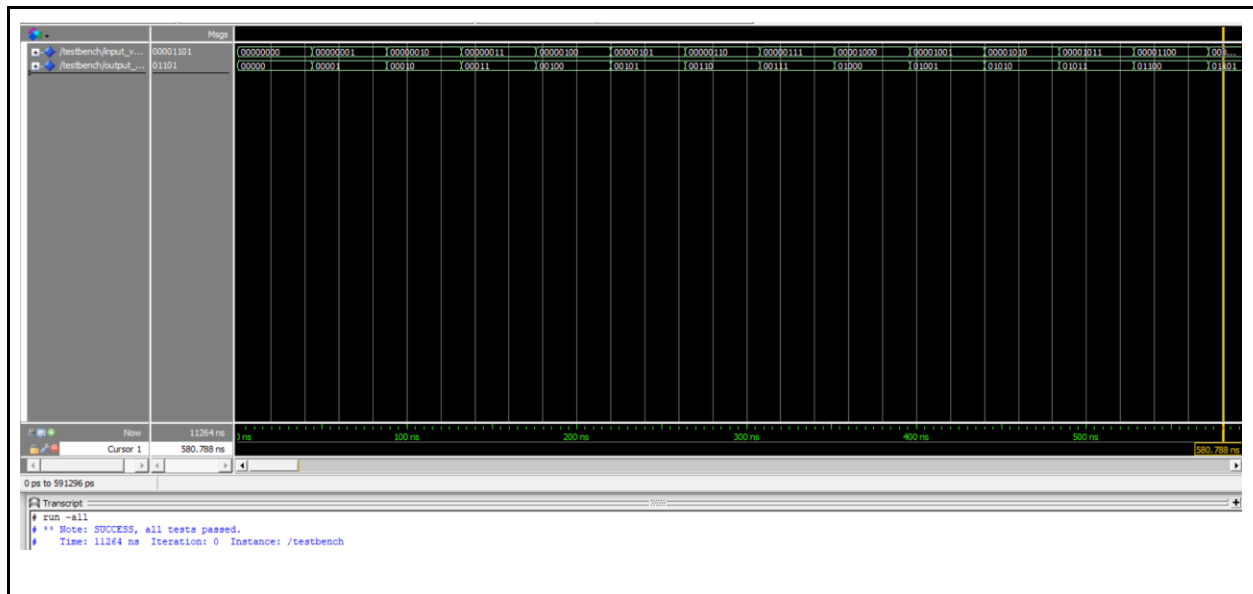 Msgs
/testbench/input_v... 00001101 00000000 00000001 00000010 00000011 00000100 00000101 00000110 00000111 00001000 00001001 00001010 00001011 00001100 000...
/testbench/output_... 01101 00000 00001 00010 00011 00100 00101 00110 00111 01000 01001 01010 01011 01100 01101
Now 11264 ns ns 100 ns 200 ns 300 ns 400 ns 500 ns
Cursor 1 580.788 ns 580.788 ns
0 ps to 591296 ps
Transcript
# run -all
# ** Note: SUCCESS, all tests passed.
# Time: 11264 ns Iteration: 0 Instance: /testbench